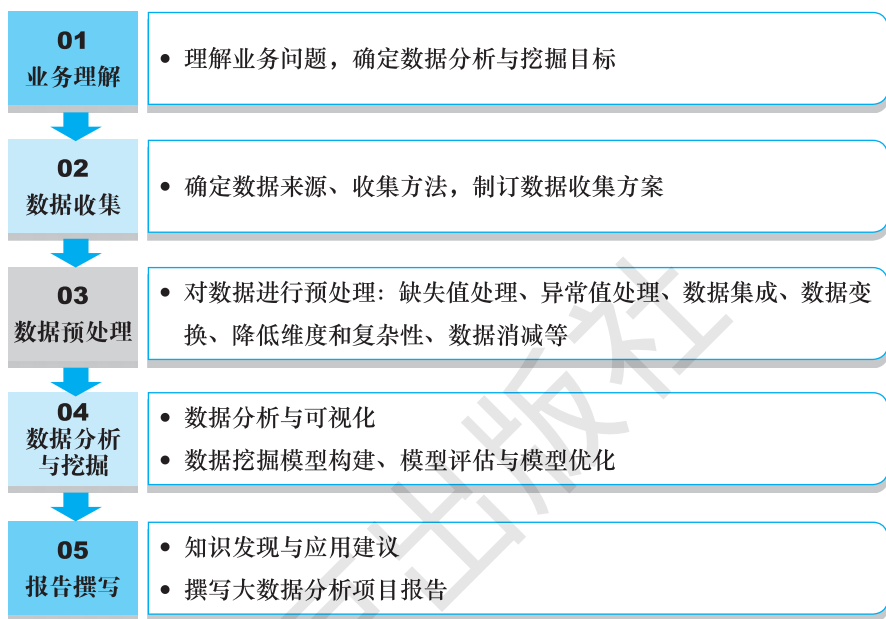 01
业务理解
• 理解业务问题，确定数据分析与挖掘目标
02
数据收集
• 确定数据来源、收集方法，制订数据收集方案
03
数据预处理
• 对数据进行预处理：缺失值处理、异常值处理、数据集成、数据变
换、降低维度和复杂性、数据消减等
04
数据分析
与挖掘
• 数据分析与可视化
• 数据挖掘模型构建、模型评估与模型优化
05
报告撰写
• 知识发现与应用建议
• 撰写大数据分析项目报告
出版社